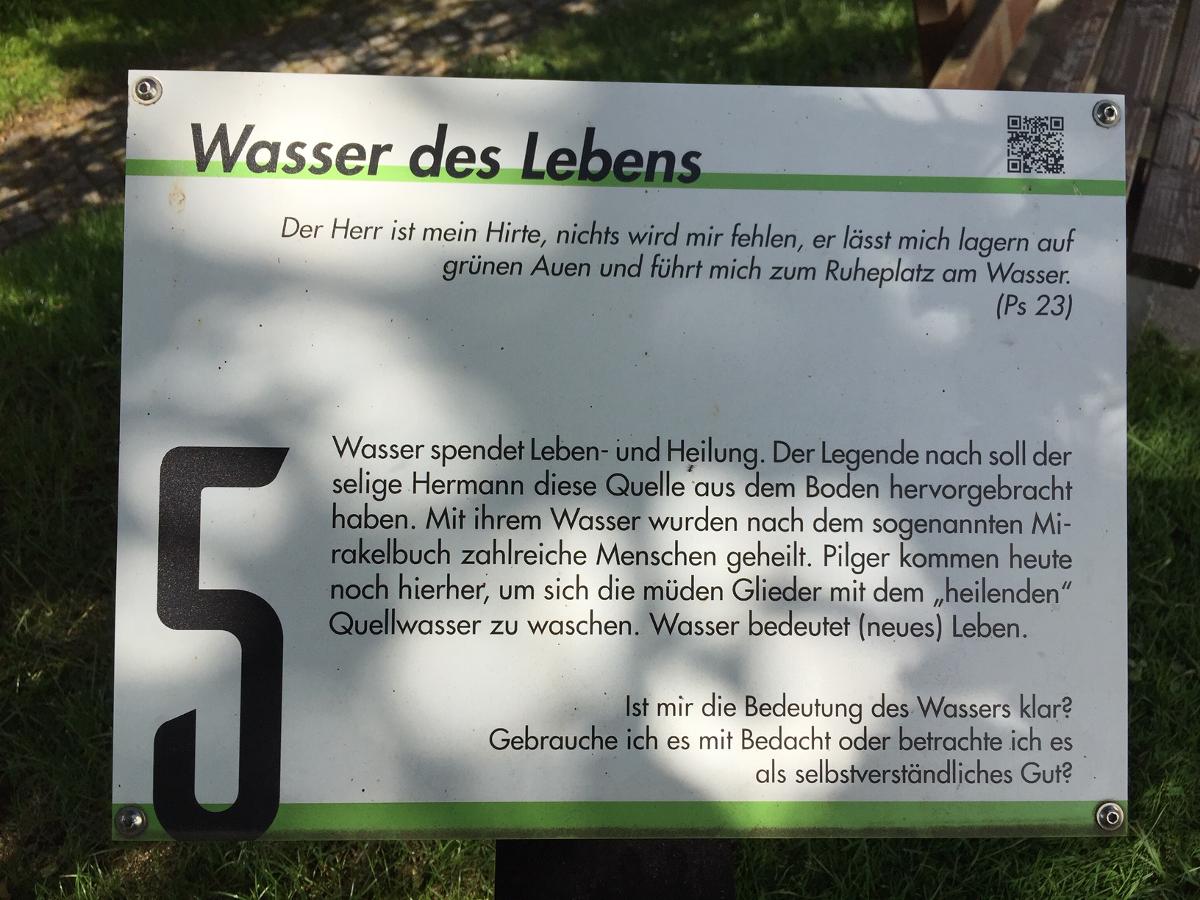 Wasser des Lebens
Der Herr ist mein Hirte, nichts wird mir fehlen, er lässt mich lagern auf
grünen Auen und führt mich zum Ruheplatz am Wasser.
(Ps 23)
5
Wasser spendet Leben- und Heilung. Der Legende nach soll der
selige Hermann diese Quelle aus dem Boden hervorgebracht
haben. Mit ihrem Wasser wurden nach dem sogenannten Mi-
rakelbuch zahlreiche Menschen geheilt. Pilger kommen heute
noch hierher, um sich die müden Glieder mit dem „heilenden“
Quellwasser zu waschen. Wasser bedeutet (neues) Leben.
Ist mir die Bedeutung des Wassers klar?
Gebrauche ich es mit Bedacht oder betrachte ich es
als selbstverständliches Gut?